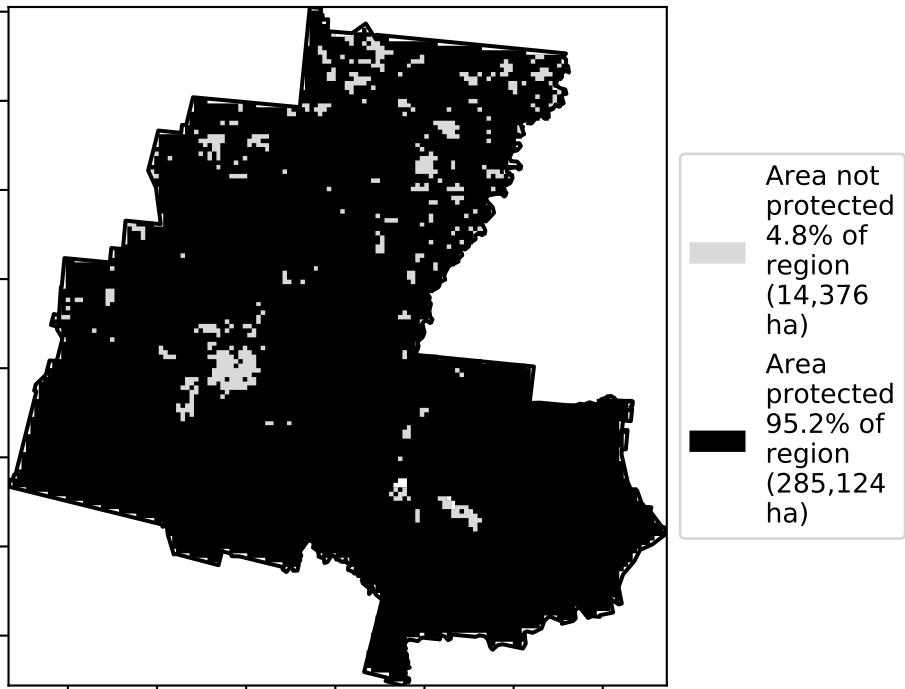 Area not
protected
4.8% of
region
(14,376
ha)
Area
protected
95.2% of
region
(285,124
ha)